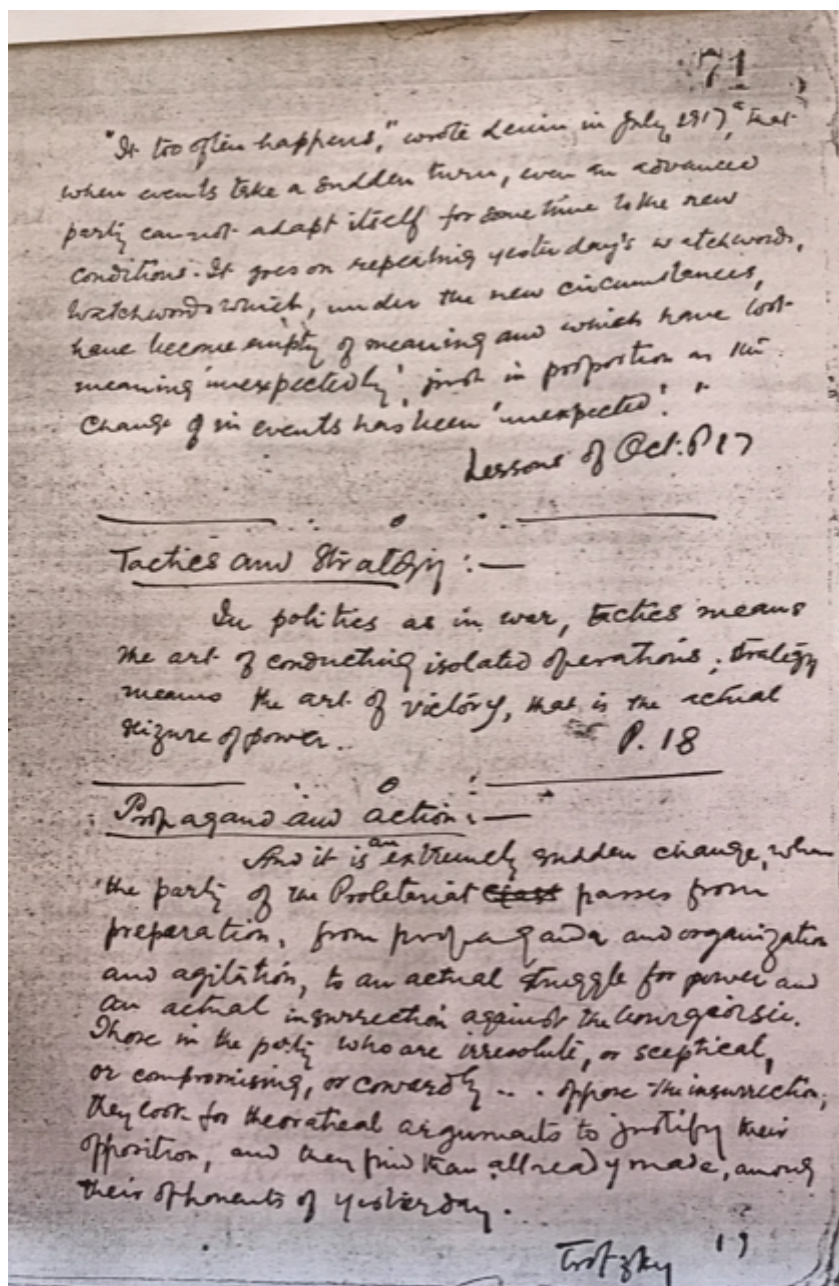 71
"It too often happens," wrote Lenin in July, 1917, "that
when events take a sudden turn, even an advanced
party cannot adapt itself for some time to the new
conditions. It goes on repeating yesterday's watchwords,
watchwords which, under the new circumstances,
have become empty of meaning and which have lost
meaning 'unexpectedly', just in proportion as the
change of in events has been 'unexpected'."
Lessons of Oct. P 17
Tactics and Strategy :—
In politics as in war, tactics means
the art of conducting isolated operations; strategy
means the art of victory, that is the actual
seizure of power.
P. 18
Propagand and action :—
And it is an extremely sudden change, when
the party of the Proletariat passes from
preparation, from propaganda and organization
and agitation, to an actual struggle for power and
an actual insurrection against the bourgeoisie.
Those in the party who are irresolute, or sceptical,
or compromising, or cowardly .. . oppose the insurrection,
they look for theoratical arguments to justify their
opposition, and they find them all ready made, among
their opponents of yesterday.
Trotzky 19